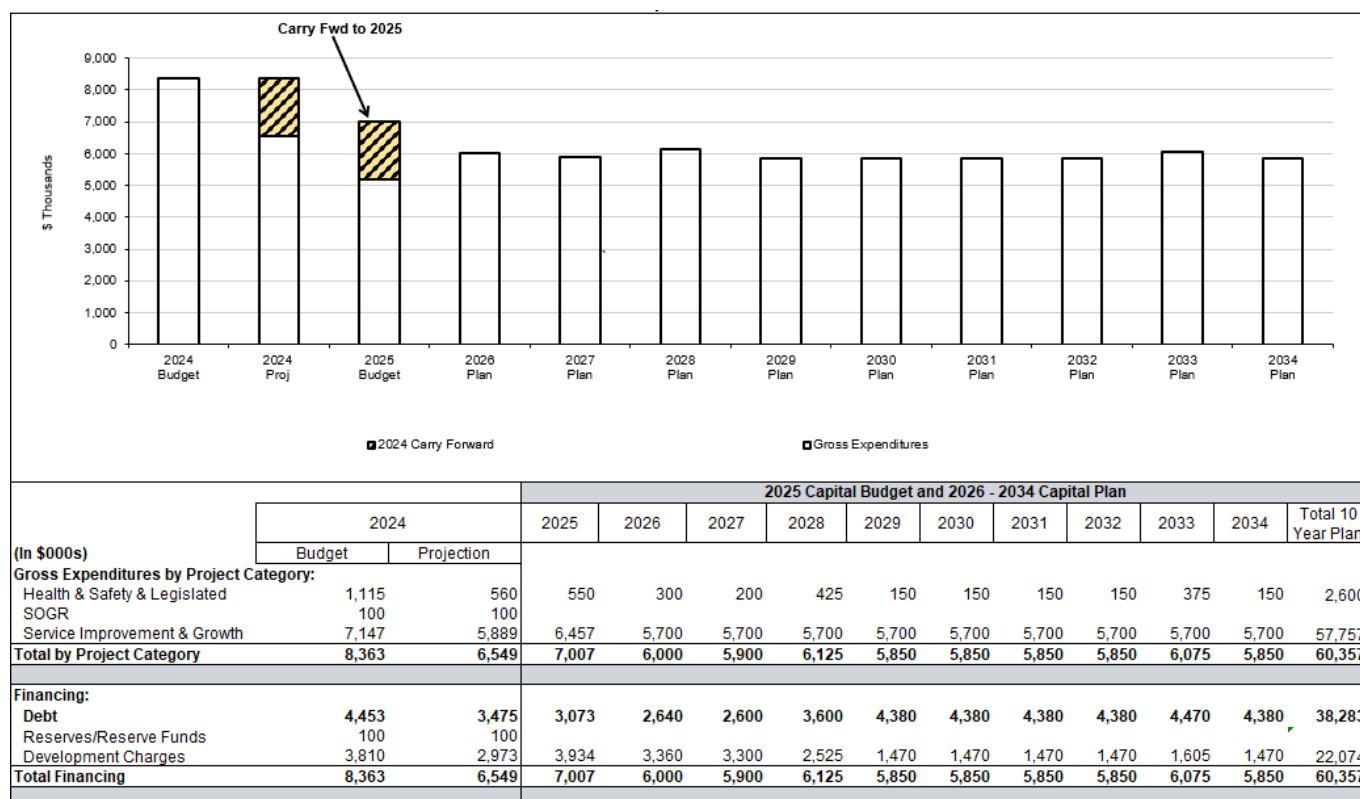 Carry Fwd to 2025
9,000
8,000
7,000
6,000
5,000
4,000
3,000
2,000
1,000
0
$ Thousands
2024 Budget
2024 Proj
2025 Budget
2026 Plan
2027 Plan
2028 Plan
2029 Plan
2030 Plan
2031 Plan
2032 Plan
2033 Plan
2034 Plan
2024 Carry Forward Gross Expenditures
2025 Capital Budget and 2026 - 2034 Capital Plan
2024 2025 2026 2027 2028 2029 2030 2031 2032 2033 2034 Total 10 Year Plan
(In $000s) Budget Projection
Gross Expenditures by Project Category:
Health & Safety & Legislated 1,115 560 550 300 200 425 150 150 150 150 375 150 2,600
SOGR 100 100
Service Improvement & Growth 7,147 5,889 6,457 5,700 5,700 5,700 5,700 5,700 5,700 5,700 5,700 5,700 57,757
Total by Project Category 8,363 6,549 7,007 6,000 5,900 6,125 5,850 5,850 5,850 5,850 6,075 5,850 60,357
Financing:
Debt 4,453 3,475 3,073 2,640 2,600 3,600 4,380 4,380 4,380 4,380 4,470 4,380 38,283
Reserves/Reserve Funds 100 100
Development Charges 3,810 2,973 3,934 3,360 3,300 2,525 1,470 1,470 1,470 1,470 1,605 1,470 22,074
Total Financing 8,363 6,549 7,007 6,000 5,900 6,125 5,850 5,850 5,850 5,850 6,075 5,850 60,357